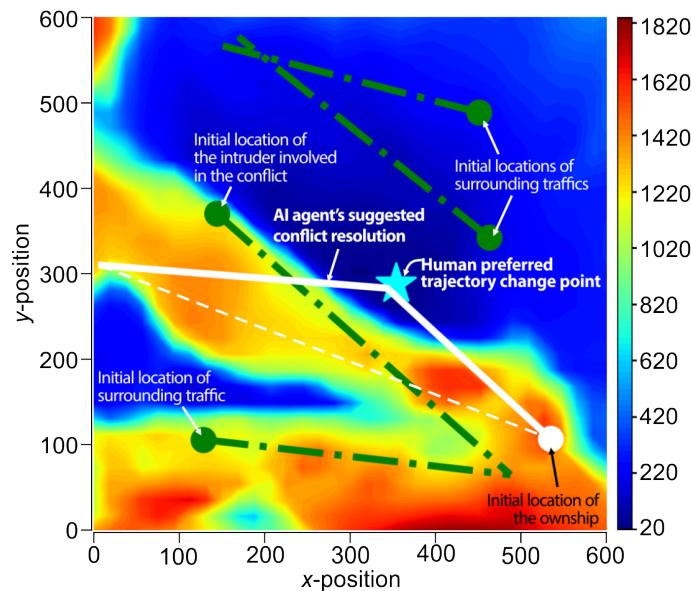 600
500
400
300
200
100
0
y-position
0
100
200
300
400
500
600
x-position
Initial location of
the intruder involved
in the conflict
AI agent's suggested
conflict resolution
Initial locations of
surrounding traffics
Human preferred
trajectory change point
Initial location of
surrounding traffic
Initial location of
the ownship
1820
1620
1420
1220
1020
820
620
420
220
20